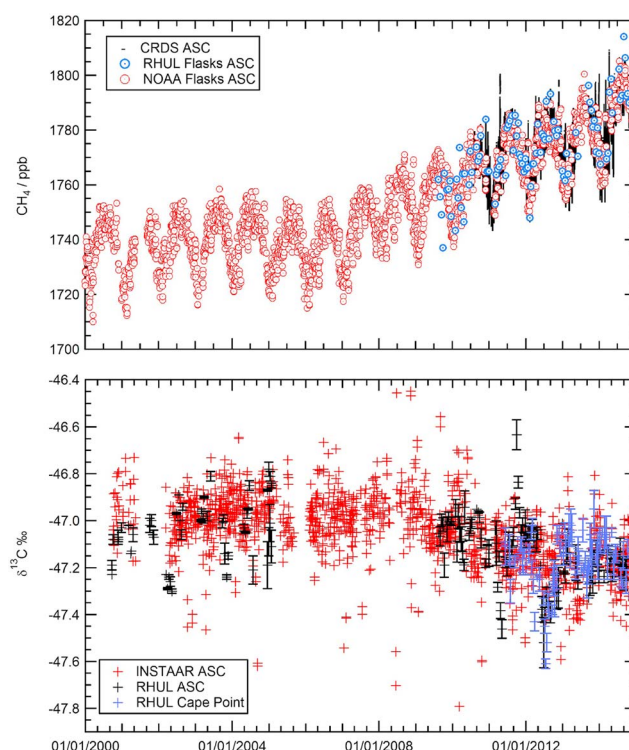 1820
1800
1780
1760
1740
1720
1700
CH4 / ppb
CRDS ASC
RHUL Flasks ASC
NOAA Flasks ASC
-46.4
-46.6
-46.8
-47.0
-47.2
-47.4
-47.6
-47.8
δ 13C ‰
INSTAAR ASC
RHUL ASC
RHUL Cape Point
01/01/2000 01/01/2004 01/01/2008 01/01/2012